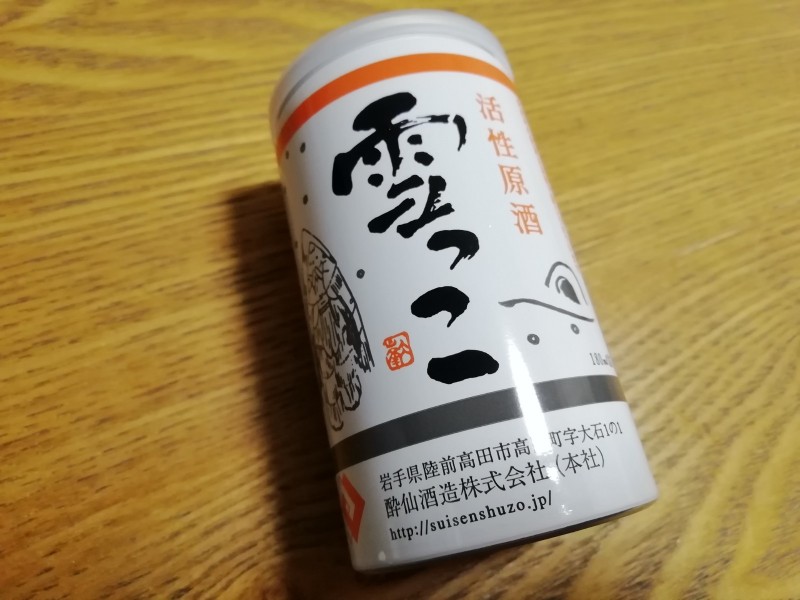 活性原酒
雪っこ
岩手県陸前高田市高 町字大石1の1
酔仙酒造株式会社(本社)
http://suisenshuzo.jp/